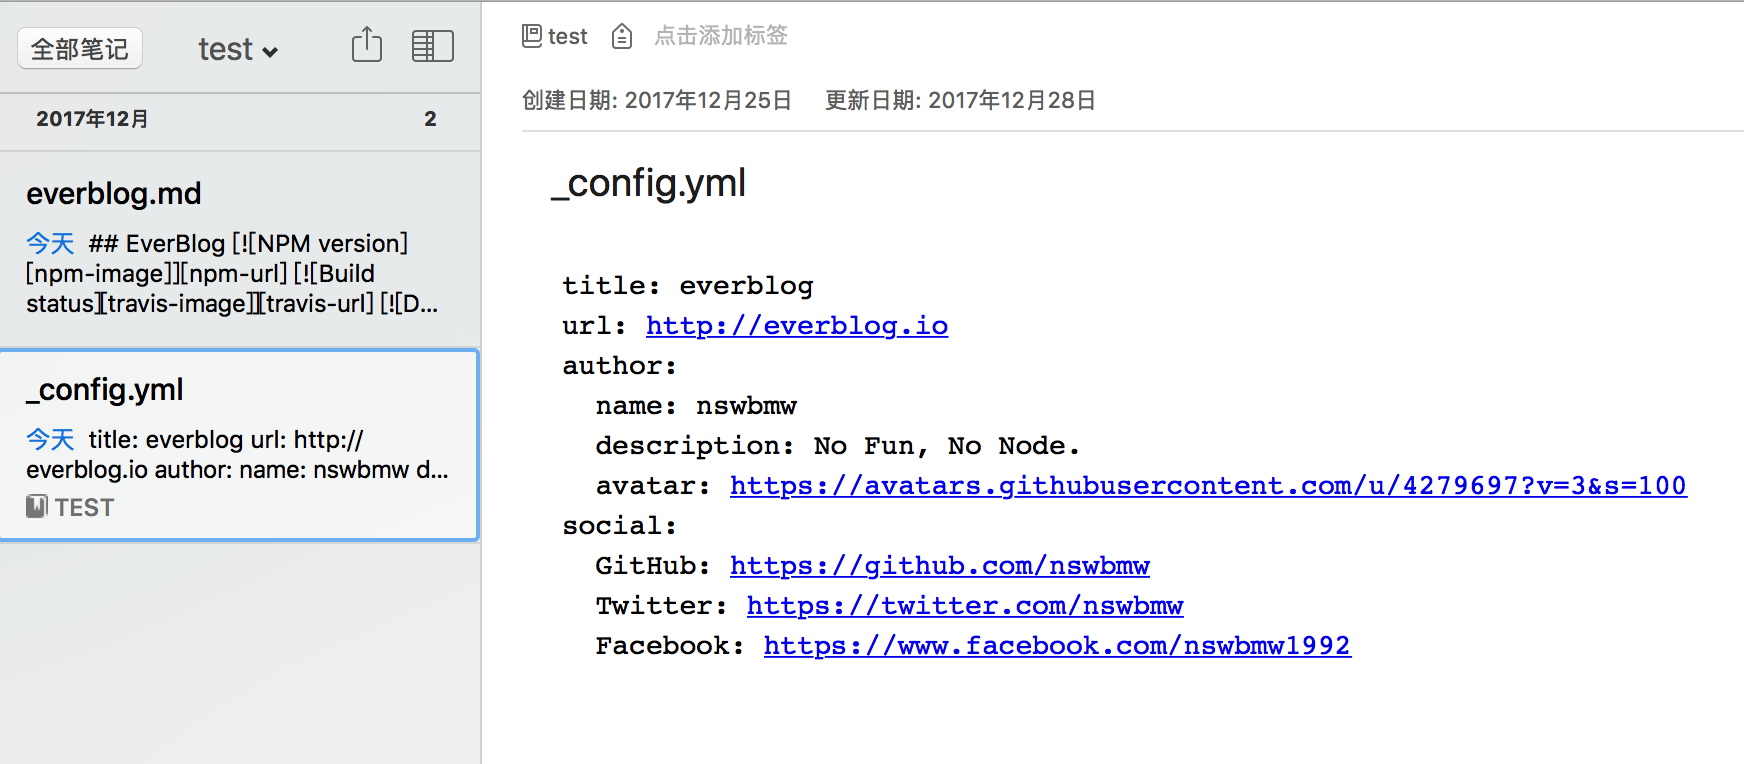 全部笔记
test
2017年12月
2
everblog.md
今天 ## EverBlog [![NPM version]
[npm-image]][npm-url] [![Build
status][travis-image]][travis-url] [![D...
_config.yml
今天 title: everblog url: http://
everblog.io author: name: nswbmw d...
TEST
test
点击添加标签
创建日期: 2017年12月25日 更新日期: 2017年12月28日
_config.yml
title: everblog
url: http://everblog.io
author:
  name: nswbmw
  description: No Fun, No Node.
  avatar: https://avatars.githubusercontent.com/u/4279697?v=3&s=100
social:
  GitHub: https://github.com/nswbmw
  Twitter: https://twitter.com/nswbmw
  Facebook: https://www.facebook.com/nswbmw1992